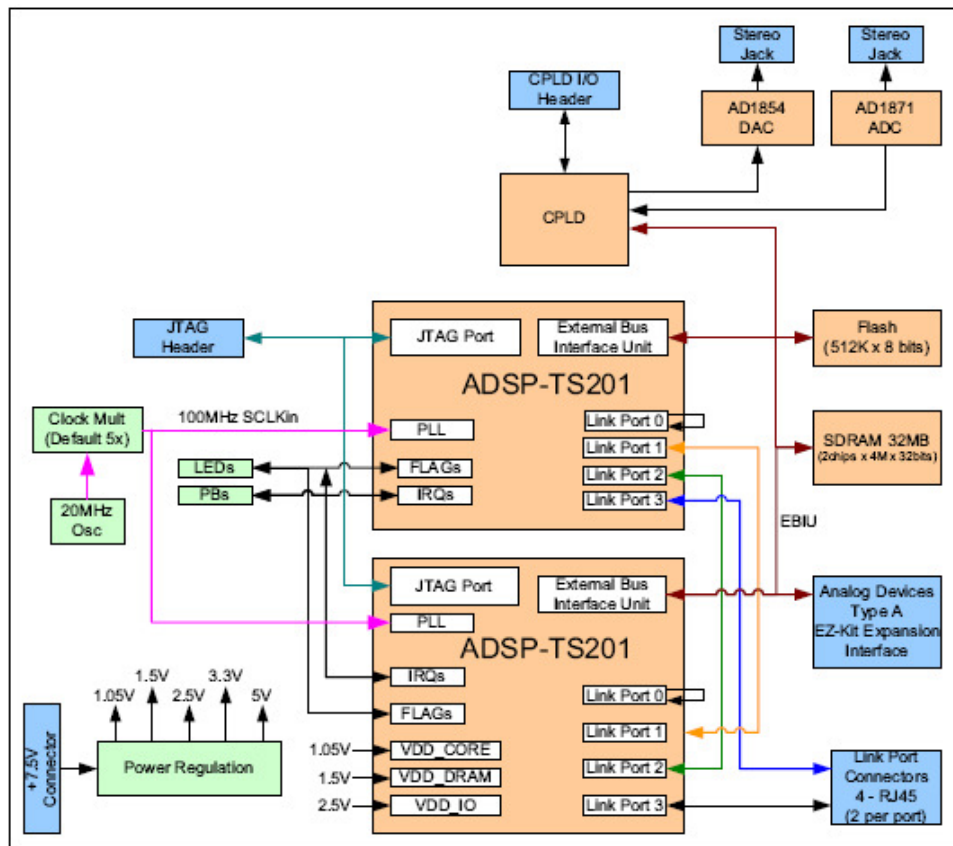 Stereo
Jack
Stereo
Jack
CPLD I/O
Header
AD1854
DAC
AD1871
ADC
CPLD
JTAG
Header
JTAG Port
External Bus
Interface Unit
Flash
(512K x 8 bits)
ADSP-TS201
Clock Mult
(Default 5x)
100MHz SCLKin
PLL
Link Port 0
Link Port 1
Link Port 2
Link Port 3
SDRAM 32MB
(2chips x 4M x 32bits)
LEDs
FLAGs
PBs
IRQs
20MHz
Osc
EBIU
JTAG Port
External Bus
Interface Unit
Analog Devices
Type A
EZ-Kit Expansion
Interface
PLL
ADSP-TS201
IRQs
FLAGs
Link Port 0
Link Port 1
Link Port 2
Link Port 3
1.05V
1.5V
2.5V
3.3V
5V
+7.5V
Connector
Power Regulation
1.05V
VDD_CORE
1.5V
VDD_DRAM
2.5V
VDD_IO
Link Port
Connectors
4 - RJ45
(2 per port)